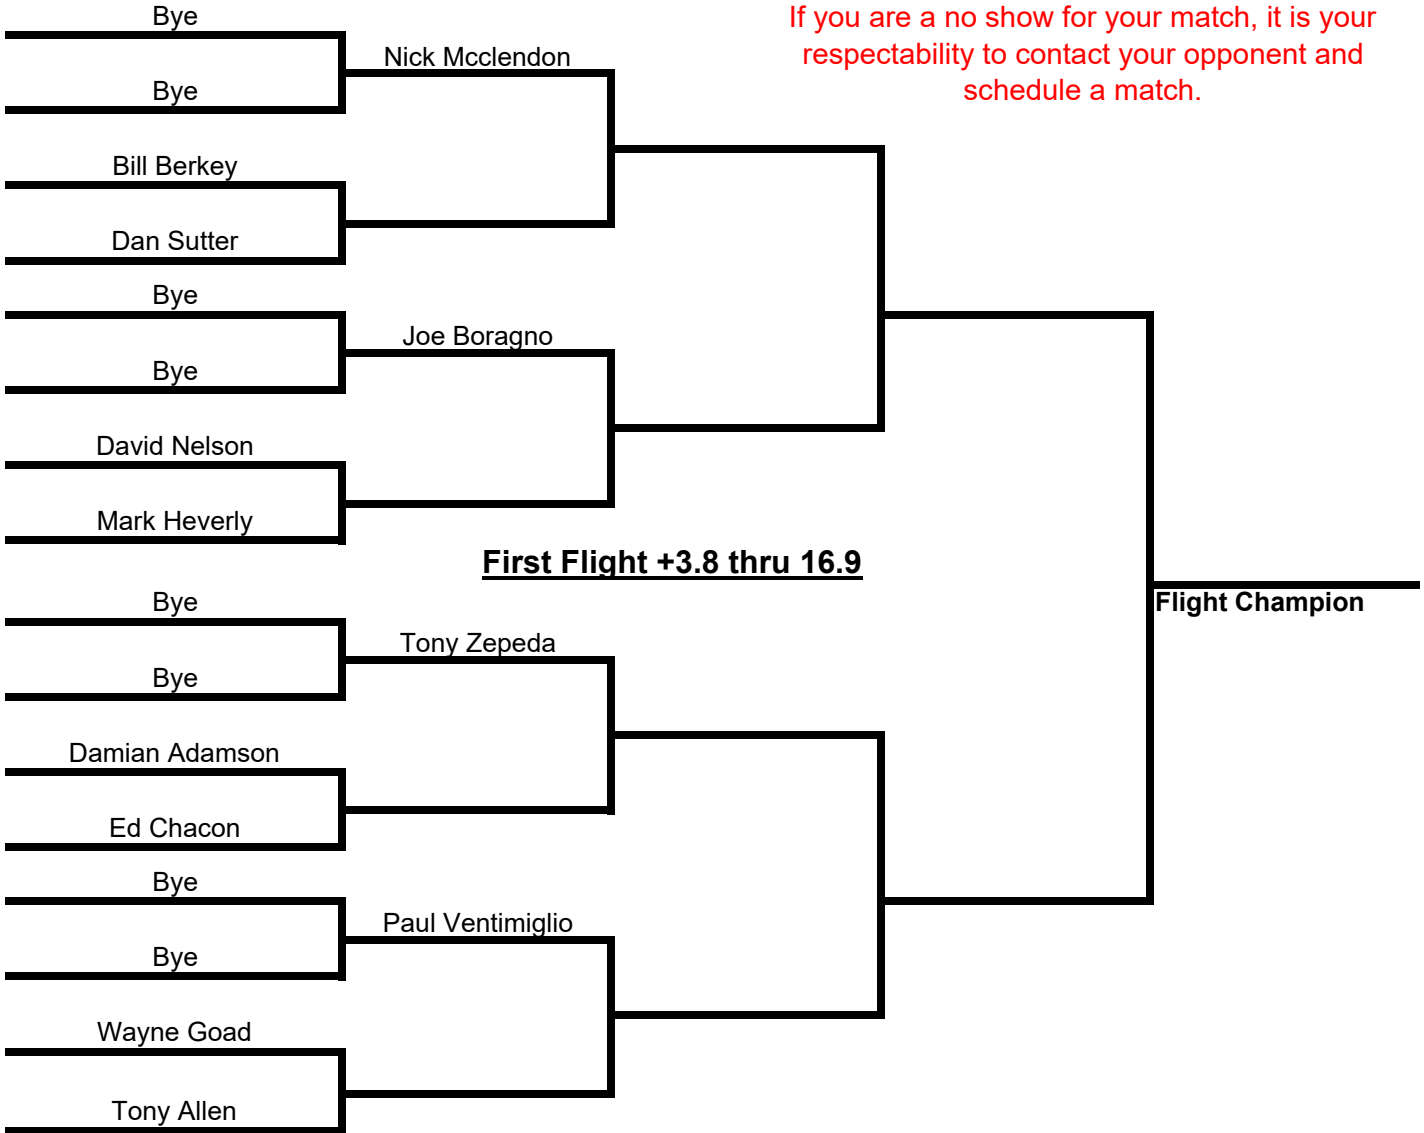 Bye
If you are a no show for your match, it is your
respectability to contact your opponent and
schedule a match.
Nick Mcclendon
Bye
Bill Berkey
Dan Sutter
Bye
Joe Boragno
Bye
David Nelson
Mark Heverly
First Flight +3.8 thru 16.9
Bye
Flight Champion
Tony Zepeda
Bye
Damian Adamson
Ed Chacon
Bye
Paul Ventimiglio
Bye
Wayne Goad
Tony Allen